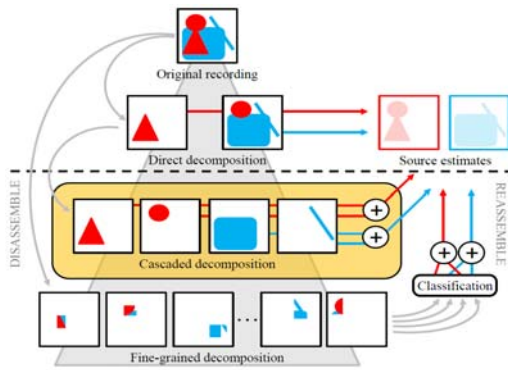 Original recording
Direct decomposition
Source estimates
DISASSEMBLE
REASSEMBLE
Cascaded decomposition
Classification
Fine-grained decomposition